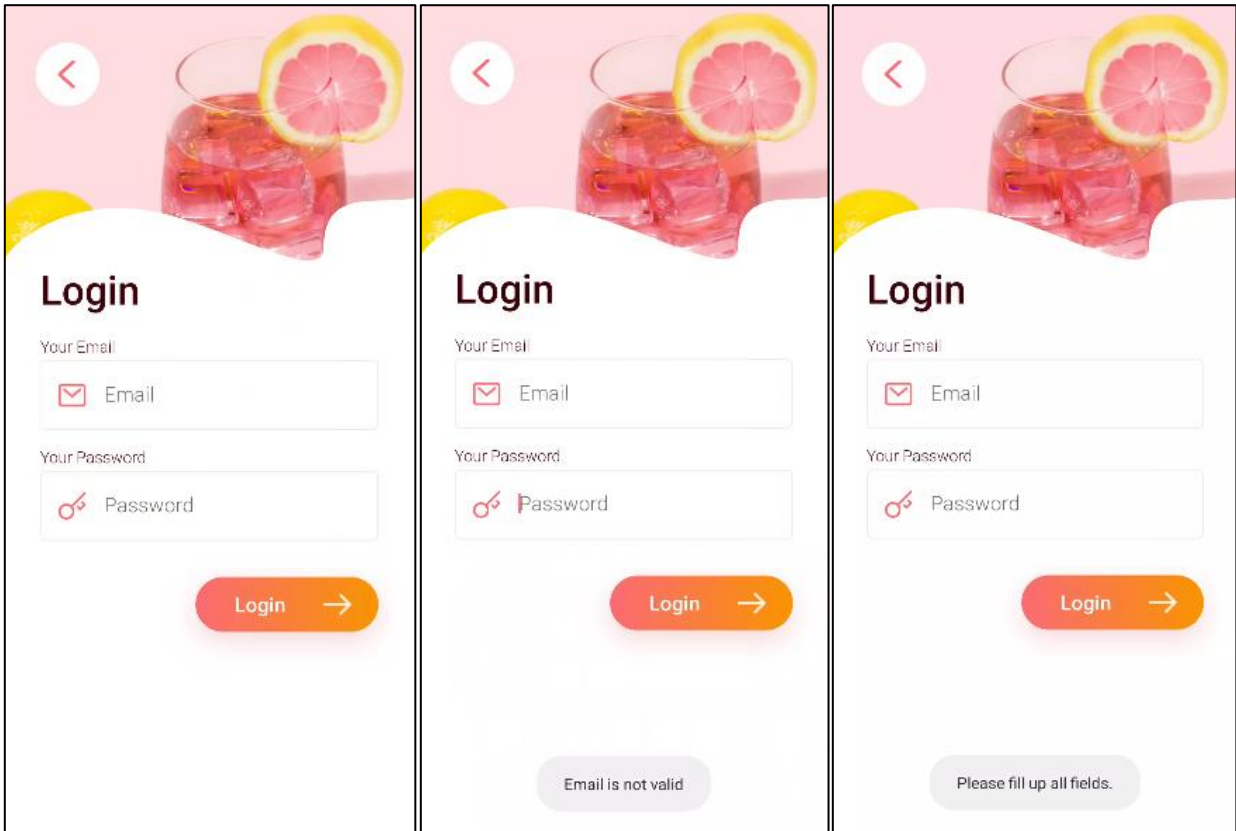 Login
Your Email
Email
Your Password
Password
Login
Login
Your Email
Email
Your Password
Password
Login
Email is not valid
Login
Your Email
Email
Your Password
Password
Login
Please fill up all fields.